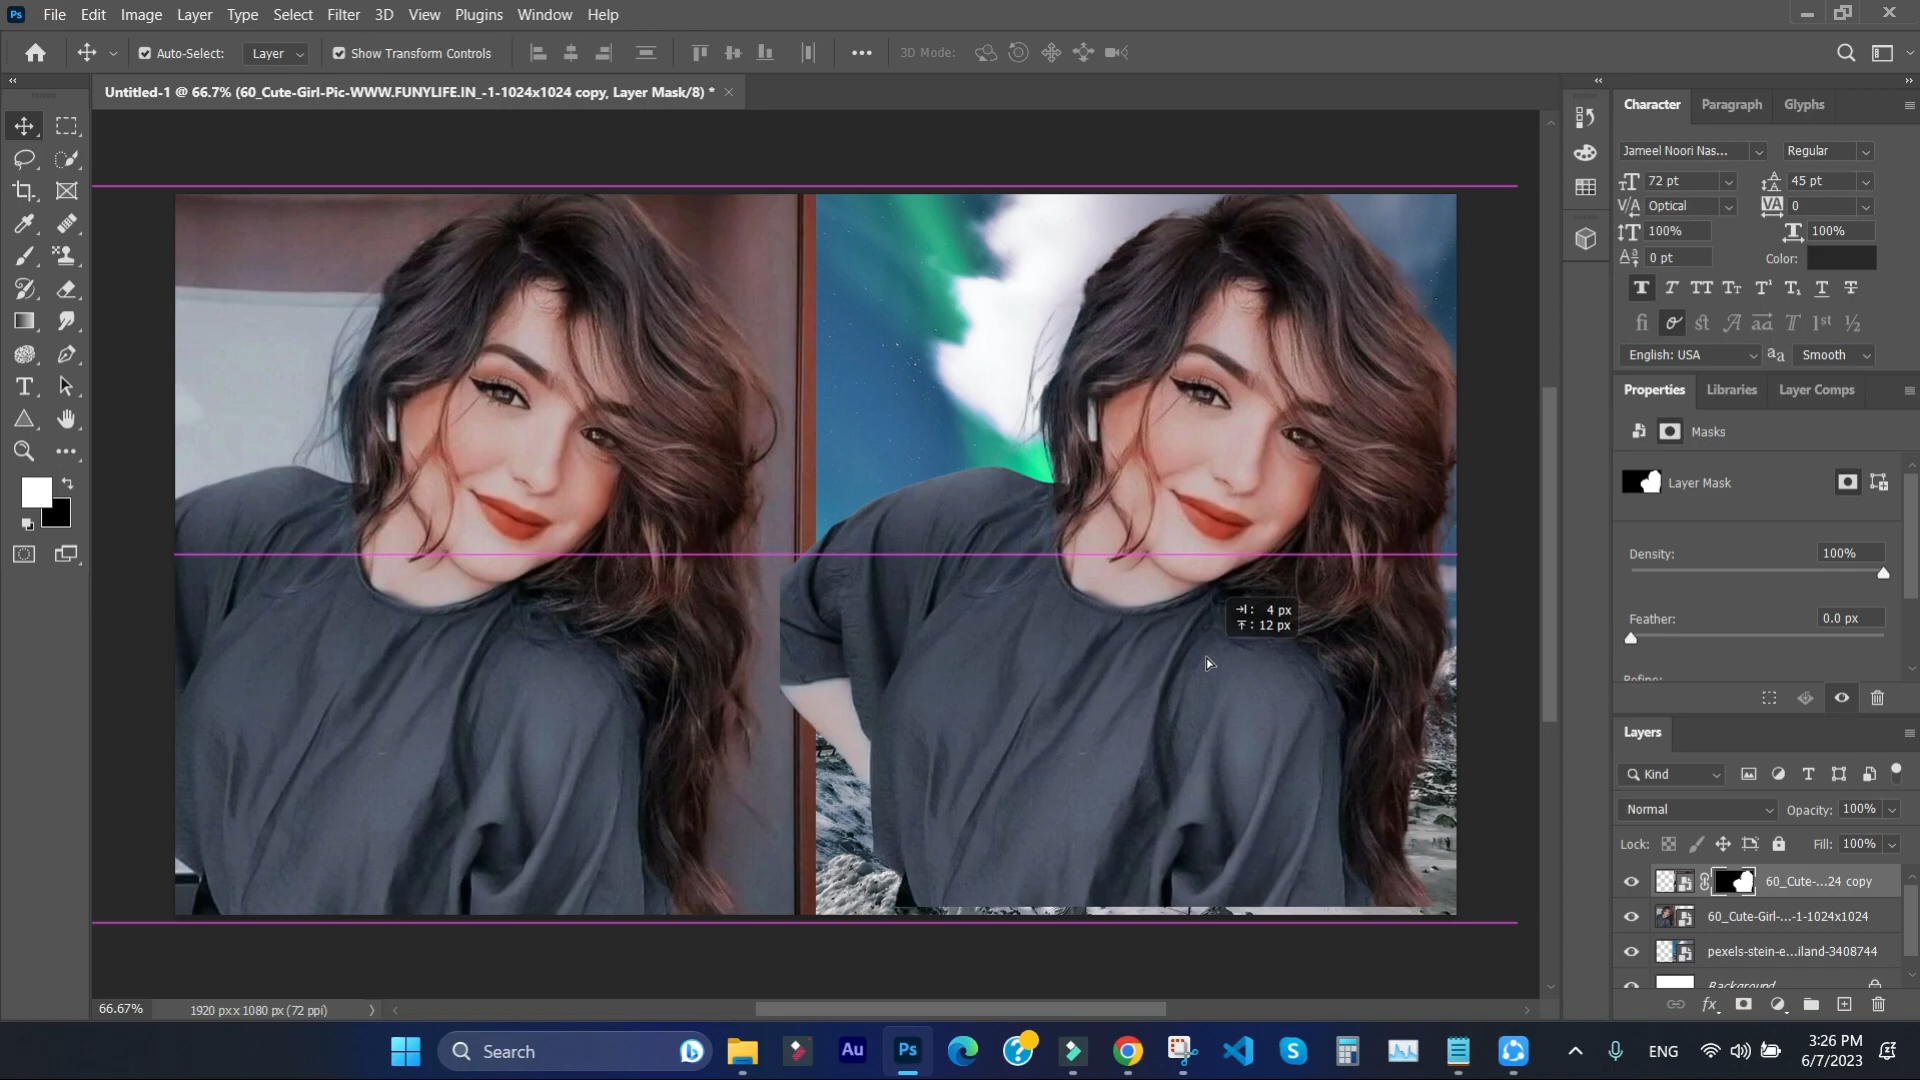 Ps File Edit Image Layer Type Select Filter 3D View Plugins Window Help
Auto-Select: Layer Show Transform Controls 3D Mode:
Untitled-1 @ 66.7% (60_Cute-Girl-Pic-WWW.FUNYLIFE.IN_-1-1024x1024 copy, Layer Mask/8) *
Character Paragraph Glyphs
Jameel Noori Nas... Regular
72 pt 45 pt
Optical 0
100% 100%
0 pt Color:
English: USA Smooth
Properties Libraries Layer Comps
Masks
Layer Mask
Density: 100%
Feather: 0.0 px
4 px
12 px
Layers
Kind
Normal Opacity: 100%
Lock: Fill: 100%
60_Cute-...24 copy
60_Cute-Girl-...-1-1024x1024
pexels-stein-e...iland-3408744
Background
66.67% 1920 px x 1080 px (72 ppi)
Search Au Ps ENG 3:26 PM
6/7/2023